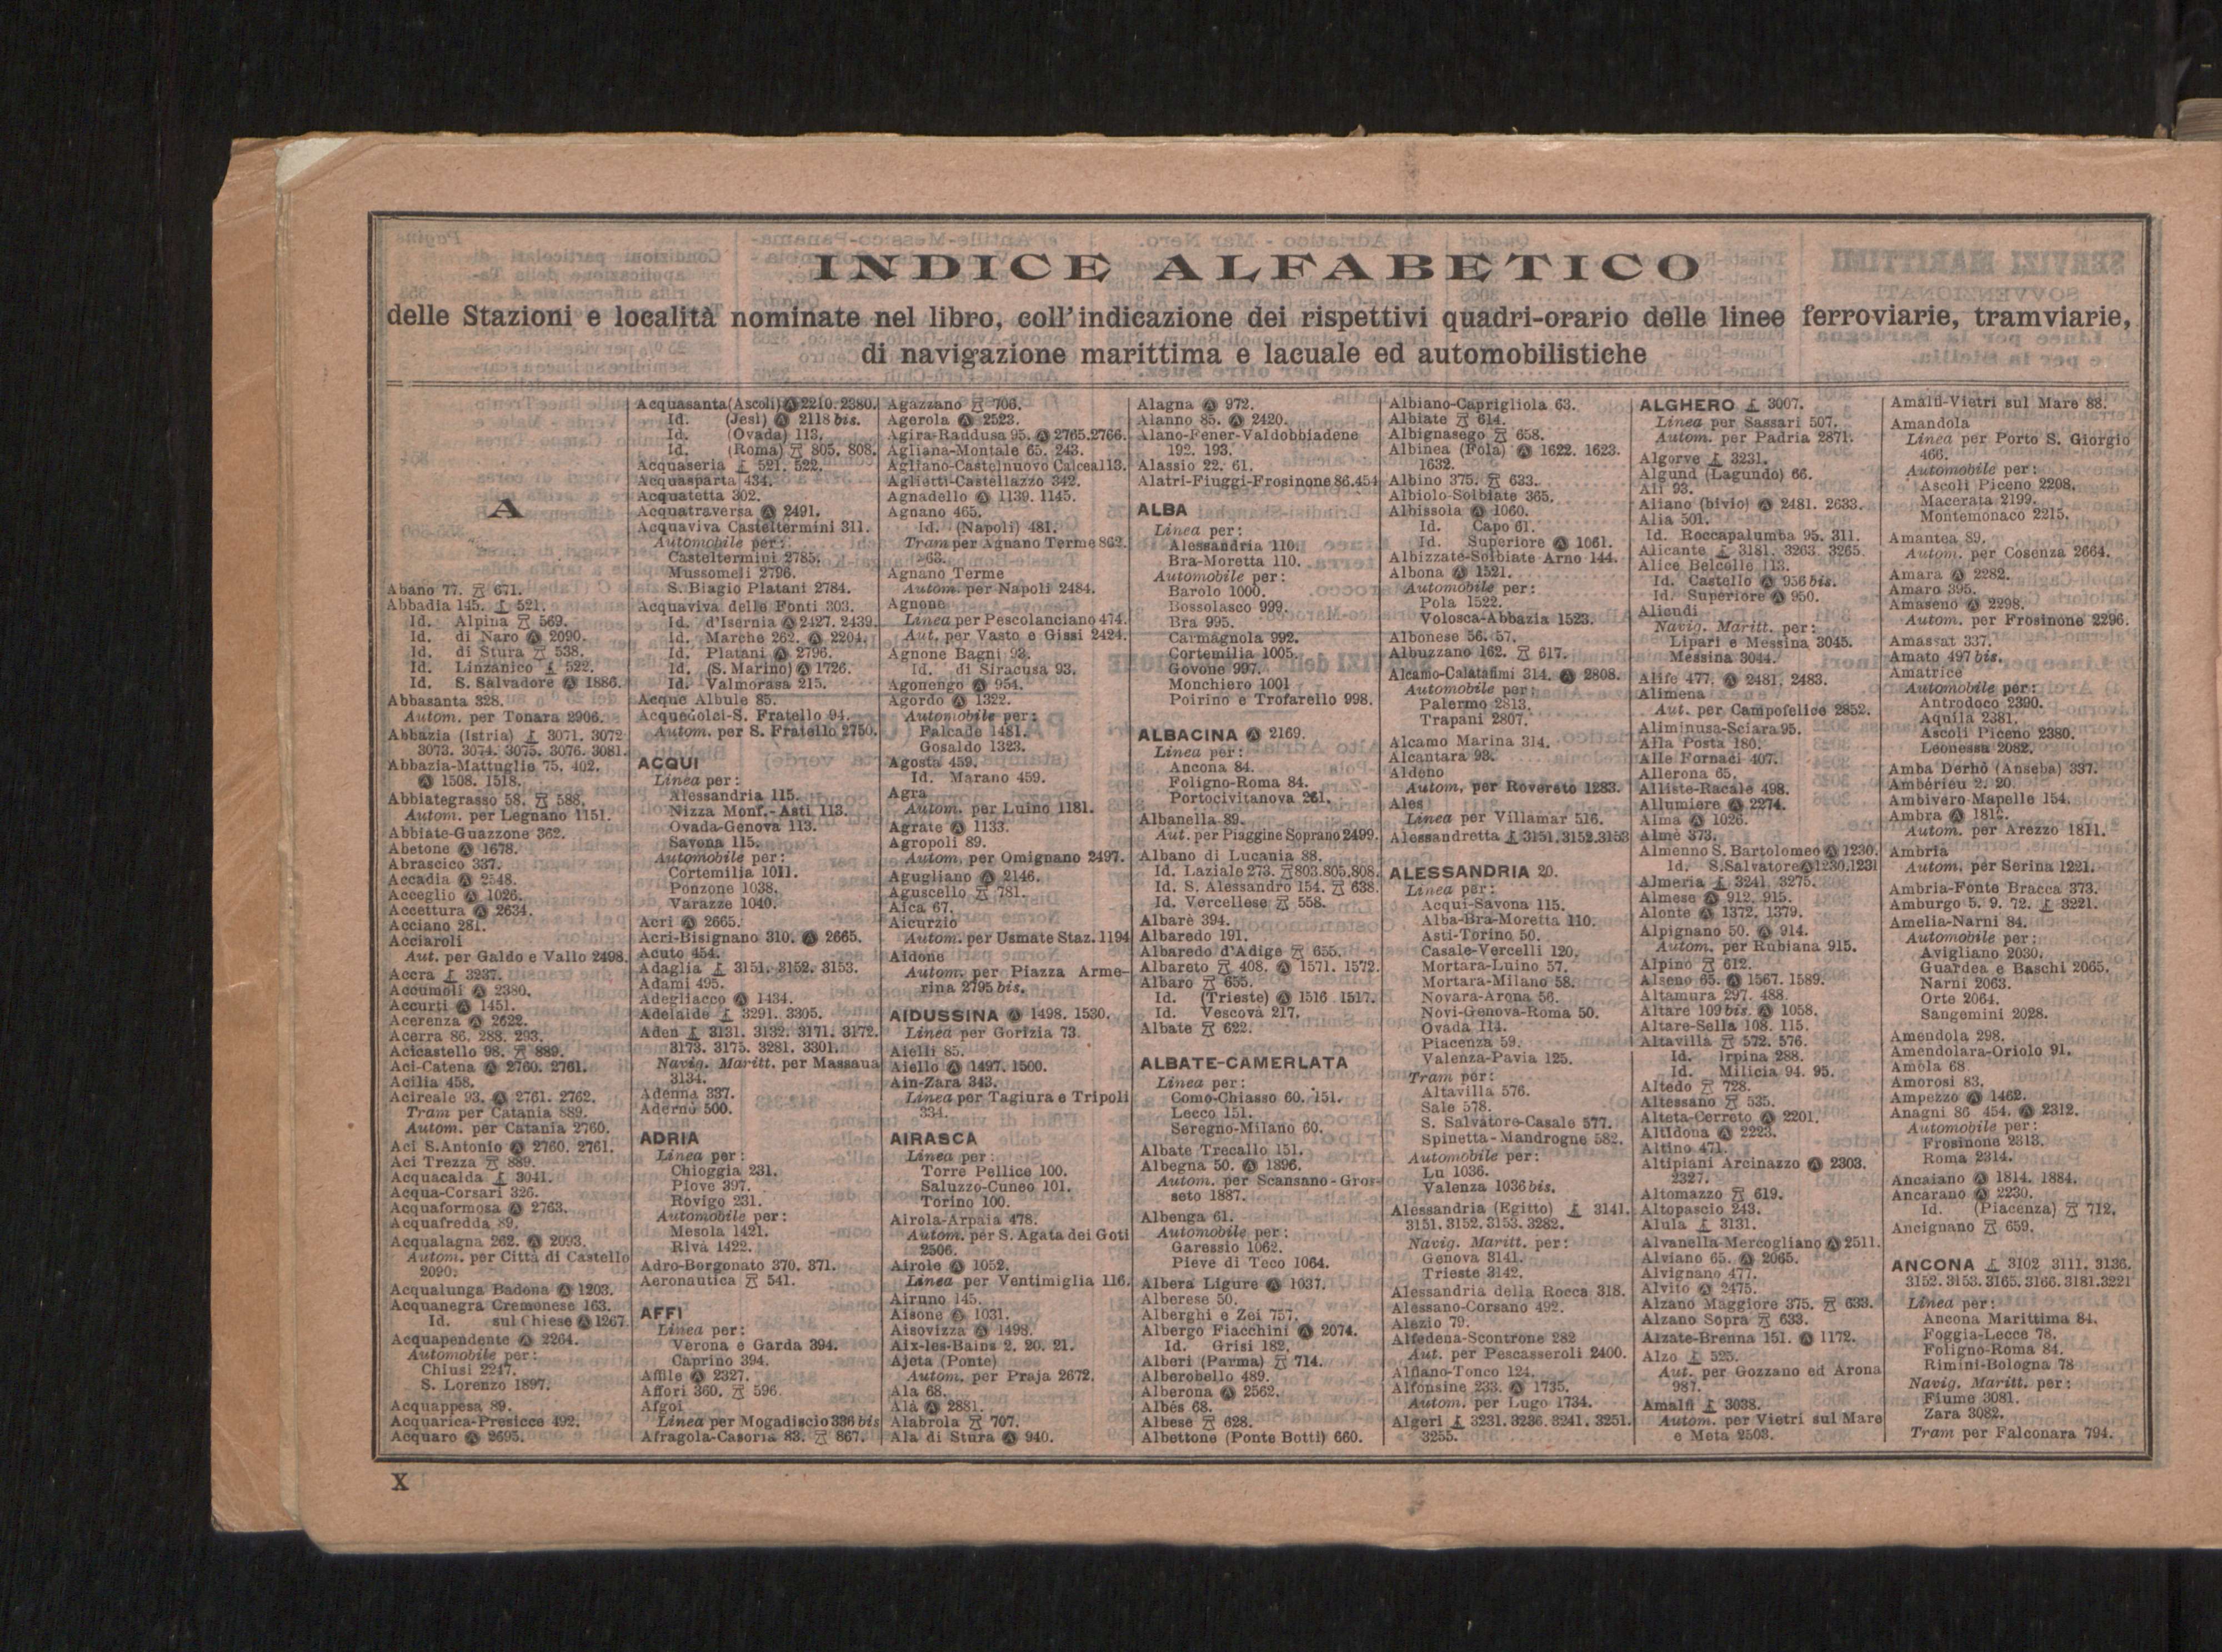 INDICE ALFABETICO
delle Stazioni e località nominate nel libro, coll'indicazione dei rispettivi quadri-orario delle linee ferroviarie, tramviarie,
di navigazione marittima e lacuale ed automobilistiche
A
Abano 77. 671.
Abbadia 145. 521.
Id. Alpina 569.
Id. di Naro 2090.
Id. di Stura 538.
Id. Linzanico 522.
Id. S. Salvadore 1886.
Abbasanta 328.
Autom. per Tonara 2906.
Abbazia (Istria) 3071. 3072
3073. 3074. 3075. 3076. 3081.
Abbazia-Mattuglie 75. 402.
1508. 1518.
Abbiategrasso 58. 588.
Autom. per Legnano 1151.
Abbiate-Guazzone 362.
Abetone 1678.
Abrascico 337.
Accadia 2548.
Acceglio 1026.
Accettura 2634.
Acciano 281.
Acciaroli
Aut. per Galdo e Vallo 2498.
Accra 3237.
Accumoli 2380.
Accurti 1451.
Acerenza 2622.
Acerra 86. 288. 293.
Acicastello 98. 889.
Aci-Catena 2760. 2761.
Acilia 458.
Acireale 93. 2761. 2762.
Tram per Catania 889.
Autom. per Catania 2760.
Aci S.Antonio 2760. 2761.
Aci Trezza 889.
Acquacalda 3041.
Acqua-Corsari 326.
Acquaformosa 2763.
Acquafredda 89.
Acqualagna 262. 2093.
Autom. per Città di Castello
2090.
Acqualunga Badona 1203.
Acquanegra Cremonese 163.
Id. sul Chiese 1267
Acquapendente 2264.
Automobile per:
Chiusi 2247.
S. Lorenzo 1897.
Acquappesa 89.
Acquarica-Presicce 492.
Acquaro 2695.
Acquasanta (Ascoli) 2210. 2380.
Id. (Jesi) 2118 bis.
Id. (Ovada) 113.
Id. (Roma) 805. 808.
Acquaseria 521. 522.
Acquasparta 434.
Acquatetta 302.
Acquatraversa 2491.
Acquaviva Casteltermini 311.
Automobile per:
Casteltermini 2785.
Mussomeli 2796.
S. Biagio Platani 2784.
Acquaviva delle Fonti 303.
Id. d'Isernia 2427. 2439.
Id. Marche 262. 2204.
Id. Platani 2796.
Id. (S. Marino) 1726.
Id. Valmorasa 215.
Acque Albule 85.
Acquedolci-S. Fratello 94.
Autom. per S. Fratello 2750.
ACQUI
Linea per:
Alessandria 115.
Nizza Monf.-Asti 113.
Ovada-Genova 113.
Savona 115.
Automobile per:
Cortemilia 1011.
Ponzone 1038.
Varazze 1040.
Acri 2665.
Acri-Bisignano 310. 2665.
Acuto 454.
Adaglia 3151. 3152. 3153.
Adami 495.
Adegliacco 1434.
Adelaide 3291. 3305.
Aden 3131. 3132. 3171. 3172.
3173. 3175. 3281. 3301.
Navig. Maritt. per Massaua
3134.
Adenna 337.
Adernò 500.
ADRIA
Linea per:
Chioggia 231.
Piove 397.
Rovigo 231.
Automobile per:
Mesola 1421.
Rivà 1422.
Adro-Borgonato 370. 371.
Aeronautica 541.
AFFI
Linea per:
Verona e Garda 394.
Caprino 394.
Affile 2327.
Affori 360. 596.
Afgoi
Linea per Mogadiscio 336 bis
Afragola-Casoria 83. 867.
Agazzano 706.
Agerola 2523.
Agira-Raddusa 95. 2765.2766.
Agliana-Montale 65. 243.
Agliano-Castelnuovo Calceal13.
Aglietti-Castellazzo 342.
Agnadello 1139. 1145.
Agnano 465.
Id. (Napoli) 481.
Tram per Agnano Terme 862.
63.
Agnano Terme
Autom. per Napoli 2484.
Agnone
Linea per Pescolanciano 474.
Aut. per Vasto e Gissi 2424.
Agnone Bagni 93.
Id. di Siracusa 93.
Agonengo 954.
Agordo 1322.
Automobile per:
Falcade 1481.
Gosaldo 1323.
Agosta 459.
Id. Marano 459.
Agra
Autom. per Luino 1181.
Agrate 1133.
Agropoli 89.
Autom. per Omignano 2497.
Agugliano 2146.
Aguscello 781.
Aica 67.
Aicurzio
Autom. per Usmate Staz. 1194
Aidone
Autom. per Piazza Arme-
rina 2795 bis.
AIDUSSINA 1498. 1530.
Linea per Gorizia 73.
Aielli 85.
Aiello 1497. 1500.
Ain-Zara 343.
Linea per Tagiura e Tripoli
334.
AIRASCA
Linea per:
Torre Pellice 100.
Saluzzo-Cuneo 101.
Torino 100.
Airola-Arpaia 478.
Autom. per S. Agata dei Goti
2506.
Airole 1052.
Linea per Ventimiglia 116.
Airuno 145.
Aisone 1031.
Aisovizza 1498.
Aix-les-Bains 2. 20. 21.
Ajeta (Ponte)
Autom. per Praja 2672.
Ala 68.
Alà 2881.
Alabrola 707.
Ala di Stura 940.
Alagna 972.
Alanno 85. 2420.
Alano-Fener-Valdobbiadene
192. 193.
Alassio 22. 61.
Alatri-Fiuggi-Frosinone 86.454
ALBA
Linea per:
Alessandria 110.
Bra-Moretta 110.
Automobile per:
Barolo 1000.
Bossolasco 999.
Bra 995.
Carmagnola 992.
Cortemilia 1005.
Govone 997.
Monchiero 1001
Poirino e Trofarello 998.
ALBACINA 2169.
Linea per:
Ancona 84.
Foligno-Roma 84.
Portocivitanova 261.
Albanella 89.
Aut. per Piaggine Soprano 2499.
Albano di Lucania 88.
Id. Laziale 273. 803.805.808.
Id. S. Alessandro 154. 638.
Id. Vercellese 558.
Albarè 394.
Albaredo 191.
Albaredo d'Adige 655.
Albareto 408. 1571. 1572.
Albaro 655.
Id. (Trieste) 1516 1517.
Id. Vescovà 217.
Albate 622.
ALBATE-CAMERLATA
Linea per:
Como-Chiasso 60. 151.
Lecco 151.
Seregno-Milano 60.
Albate Trecallo 151.
Albegna 50. 1896.
Autom. per Scansano-Gros-
seto 1887.
Albenga 61.
Automobile per:
Garessio 1062.
Pieve di Teco 1064.
Albera Ligure 1037.
Alberese 50.
Alberghi e Zei 757.
Albergo Fiacchini 2074.
Id. Grisi 182.
Alberi (Parma) 714.
Alberobello 489.
Alberona 2562.
Albés 68.
Albese 628.
Albettone (Ponte Botti) 660.
Albiano-Caprigliola 63.
Albiate 614.
Albignasego 658.
Albinea (Pola) 1622. 1623.
1632.
Albino 375. 633.
Albiolo-Solbiate 365.
Albissola 1060.
Id. Capo 61.
Id. Superiore 1061.
Albizzate-Solbiate Arno 144.
Albona 1521.
Automobile per:
Pola 1522.
Volosca-Abbazia 1523.
Albonese 56. 57.
Albuzzano 162. 617.
Alcamo-Calatafimi 314. 2808.
Automobile per:
Palermo 2813.
Trapani 2807.
Alcamo Marina 314.
Alcantara 93.
Aldeno
Autom. per Rovereto 1283.
Ales
Linea per Villamar 516.
Alessandretta 3151.3152.3153
ALESSANDRIA 20.
Linea per:
Acqui-Savona 115.
Alba-Bra-Moretta 110.
Asti-Torino 50.
Casale-Vercelli 120.
Mortara-Luino 57.
Mortara-Milano 58.
Novara-Arona 56.
Novi-Genova-Roma 50.
Ovada 114.
Piacenza 59.
Valenza-Pavia 125.
Tram per:
Altavilla 576.
Sale 578.
S. Salvatore-Casale 577.
Spinetta-Mandrogne 582.
Automobile per:
Lu 1036.
Valenza 1036 bis.
Alessandria (Egitto) 3141.
3151. 3152. 3153. 3282.
Navig. Maritt. per:
Genova 3141.
Trieste 3142.
Alessandria della Rocca 318.
Alessano-Corsano 492.
Alezio 79.
Alfedena-Scontrone 282
Aut. per Pescasseroli 2400.
Alfiano-Tonco 124.
Alfonsine 233. 1735.
Autom. per Lugo 1734.
Algeri 3231. 3236. 3241. 3251.
3255.
ALGHERO 3007.
Linea per Sassari 507.
Autom. per Padria 2871.
Algorve 3231.
Algund (Lagundo) 66.
Alì 93.
Aliano (bivio) 2481. 2633.
Alia 501.
Id. Roccapalumba 95. 311.
Alicante 3181. 3263. 3265.
Alice Belcolle 113.
Id. Castello 956 bis.
Id. Superiore 950.
Alicudi
Navig. Maritt. per:
Lipari e Messina 3045.
Messina 3044.
Alife 477. 2481. 2483.
Alimena
Aut. per Campofelice 2852.
Aliminusa-Sciara 95.
Alla Posta 180.
Alle Fornaci 407.
Allerona 65.
Alliste-Racale 498.
Allumiere 2274.
Alma 1026.
Almè 373.
Almenno S. Bartolomeo 1230.
Id. S.Salvatore 1230.1231
Almeria 3241. 3275.
Almese 912. 915.
Alonte 1372. 1379.
Alpignano 50. 914.
Autom. per Rubiana 915.
Alpino 612.
Alseno 65. 1567. 1589.
Altamura 297. 488.
Altare 109 bis. 1058.
Altare-Sella 108. 115.
Altavilla 572. 576.
Id. Irpina 288.
Id. Milicia 94. 95.
Altedo 728.
Altessano 535.
Alteta-Cerreto 2201.
Altidona 2223.
Altino 471.
Altipiani Arcinazzo 2303.
2327.
Altomazzo 619.
Altopascio 243.
Alula 3131.
Alvanella-Mercogliano 2511.
Alviano 65. 2065.
Alvignano 477.
Alvito 2475.
Alzano Maggiore 375. 633.
Alzano Sopra 633.
Alzate-Brenna 151. 1172.
Alzo 525.
Aut. per Gozzano ed Arona
987.
Amalfi 3038.
Autom. per Vietri sul Mare
e Meta 2503.
Amalfi-Vietri sul Mare 88.
Amandola
Linea per Porto S. Giorgio
466.
Automobile per:
Ascoli Piceno 2208.
Macerata 2199.
Montemonaco 2215.
Amantea 89.
Autom. per Cosenza 2664.
Amara 2282.
Amaro 395.
Amaseno 2298.
Autom. per Frosinone 2296.
Amassat 337.
Amato 497 bis.
Amatrice
Automobile per:
Antrodoco 2390.
Aquila 2381.
Ascoli Piceno 2380.
Leonessa 2082.
Amba Derhò (Anseba) 337.
Ambérieu 2. 20.
Ambivero-Mapello 154.
Ambra 1812.
Autom. per Arezzo 1811.
Ambria
Autom. per Serina 1221.
Ambria-Fonte Bracca 373.
Amburgo 5. 9. 72. 3221.
Amelia-Narni 84.
Automobile per:
Avigliano 2030.
Guardea e Baschi 2065.
Narni 2063.
Orte 2064.
Sangemini 2028.
Amendola 298.
Amendolara-Oriolo 91.
Amola 68
Amorosi 83.
Ampezzo 1462.
Anagni 86 454. 2312.
Automobile per:
Frosinone 2313.
Roma 2314.
Ancaiano 1814. 1884.
Ancarano 2230.
Id. (Piacenza) 712.
Ancignano 659.
ANCONA 3102 3111. 3136.
3152. 3153. 3165. 3166. 3181.3221
Linea per:
Ancona Marittima 84.
Foggia-Lecce 78.
Foligno-Roma 84.
Rimini-Bologna 78
Navig. Maritt. per:
Fiume 3081.
Zara 3082.
Tram per Falconara 794.
X